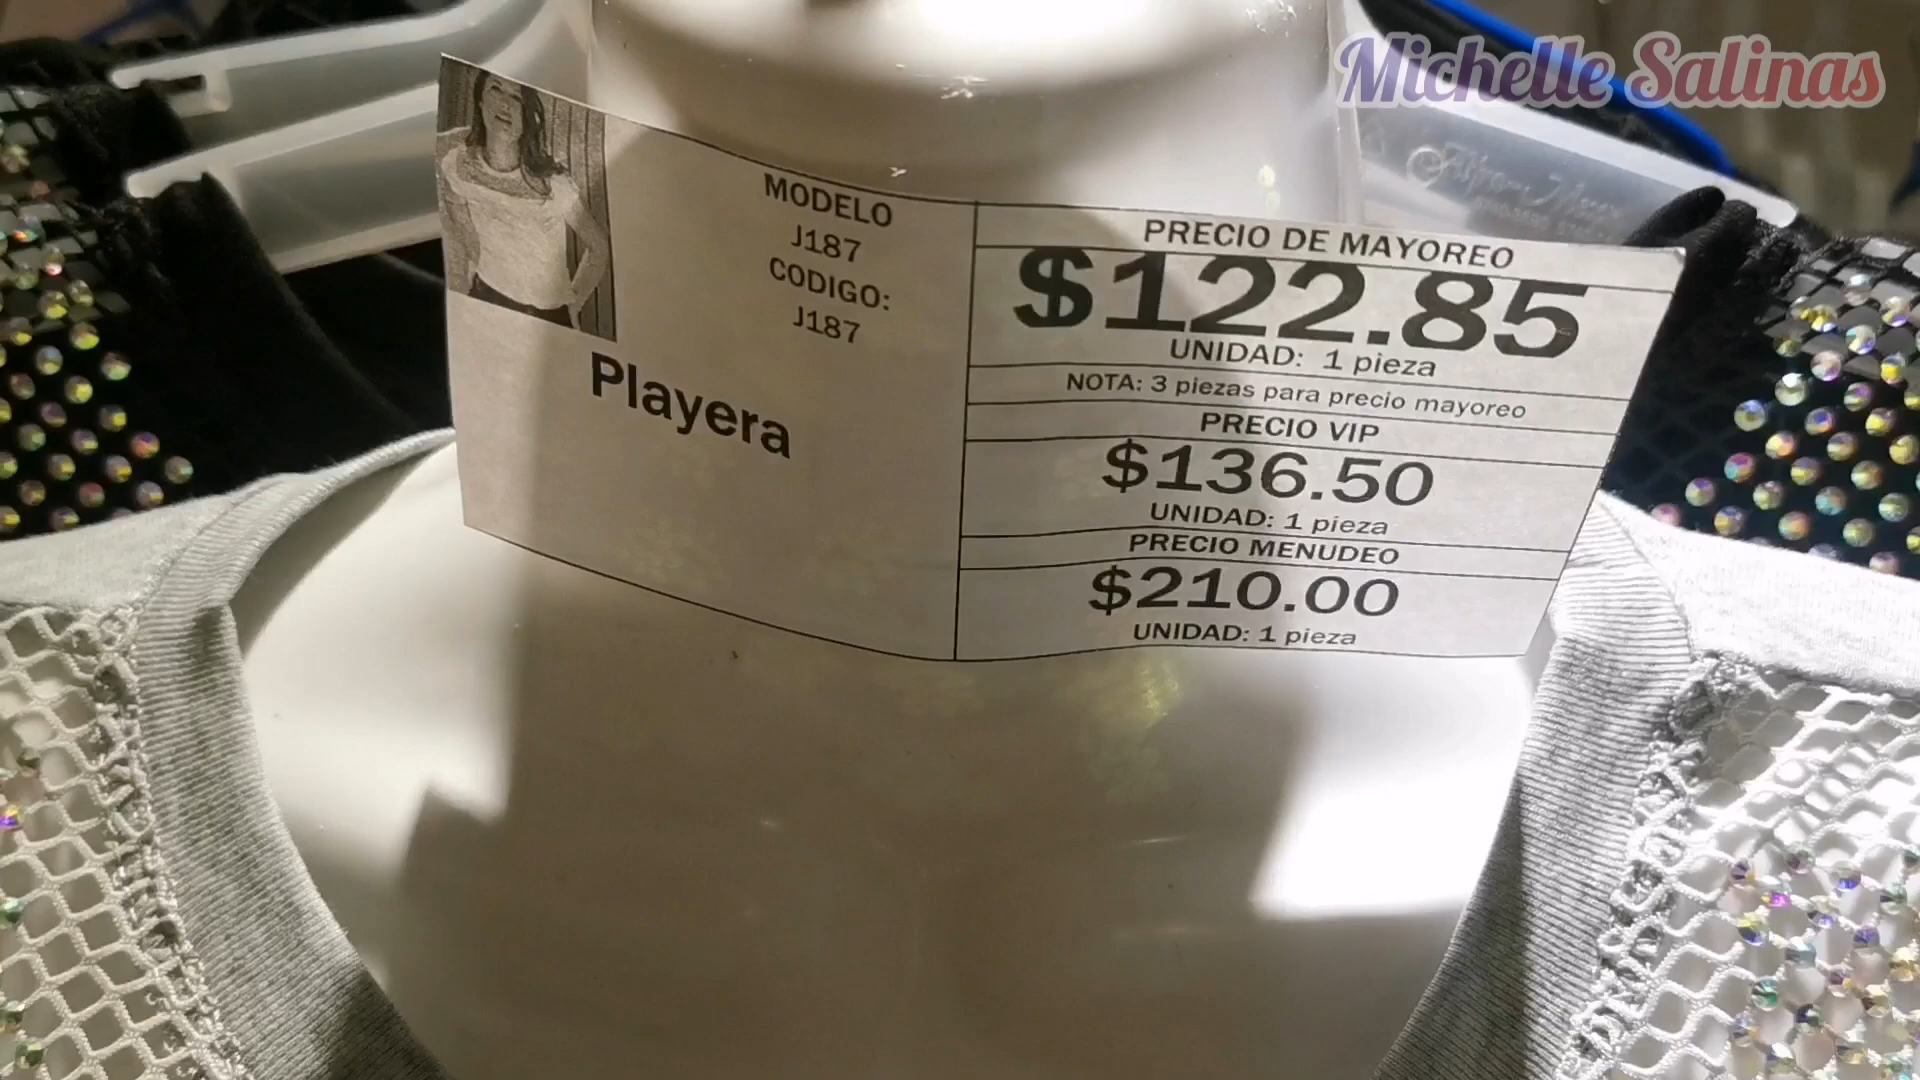 Michelle Salinas
MODELO
J187
CODIGO:
J187
Playera
PRECIO DE MAYOREO
$122.85
UNIDAD: 1 pieza
NOTA: 3 piezas para precio mayoreo
PRECIO VIP
$136.50
UNIDAD: 1 pieza
PRECIO MENUDEO
$210.00
UNIDAD: 1 pieza